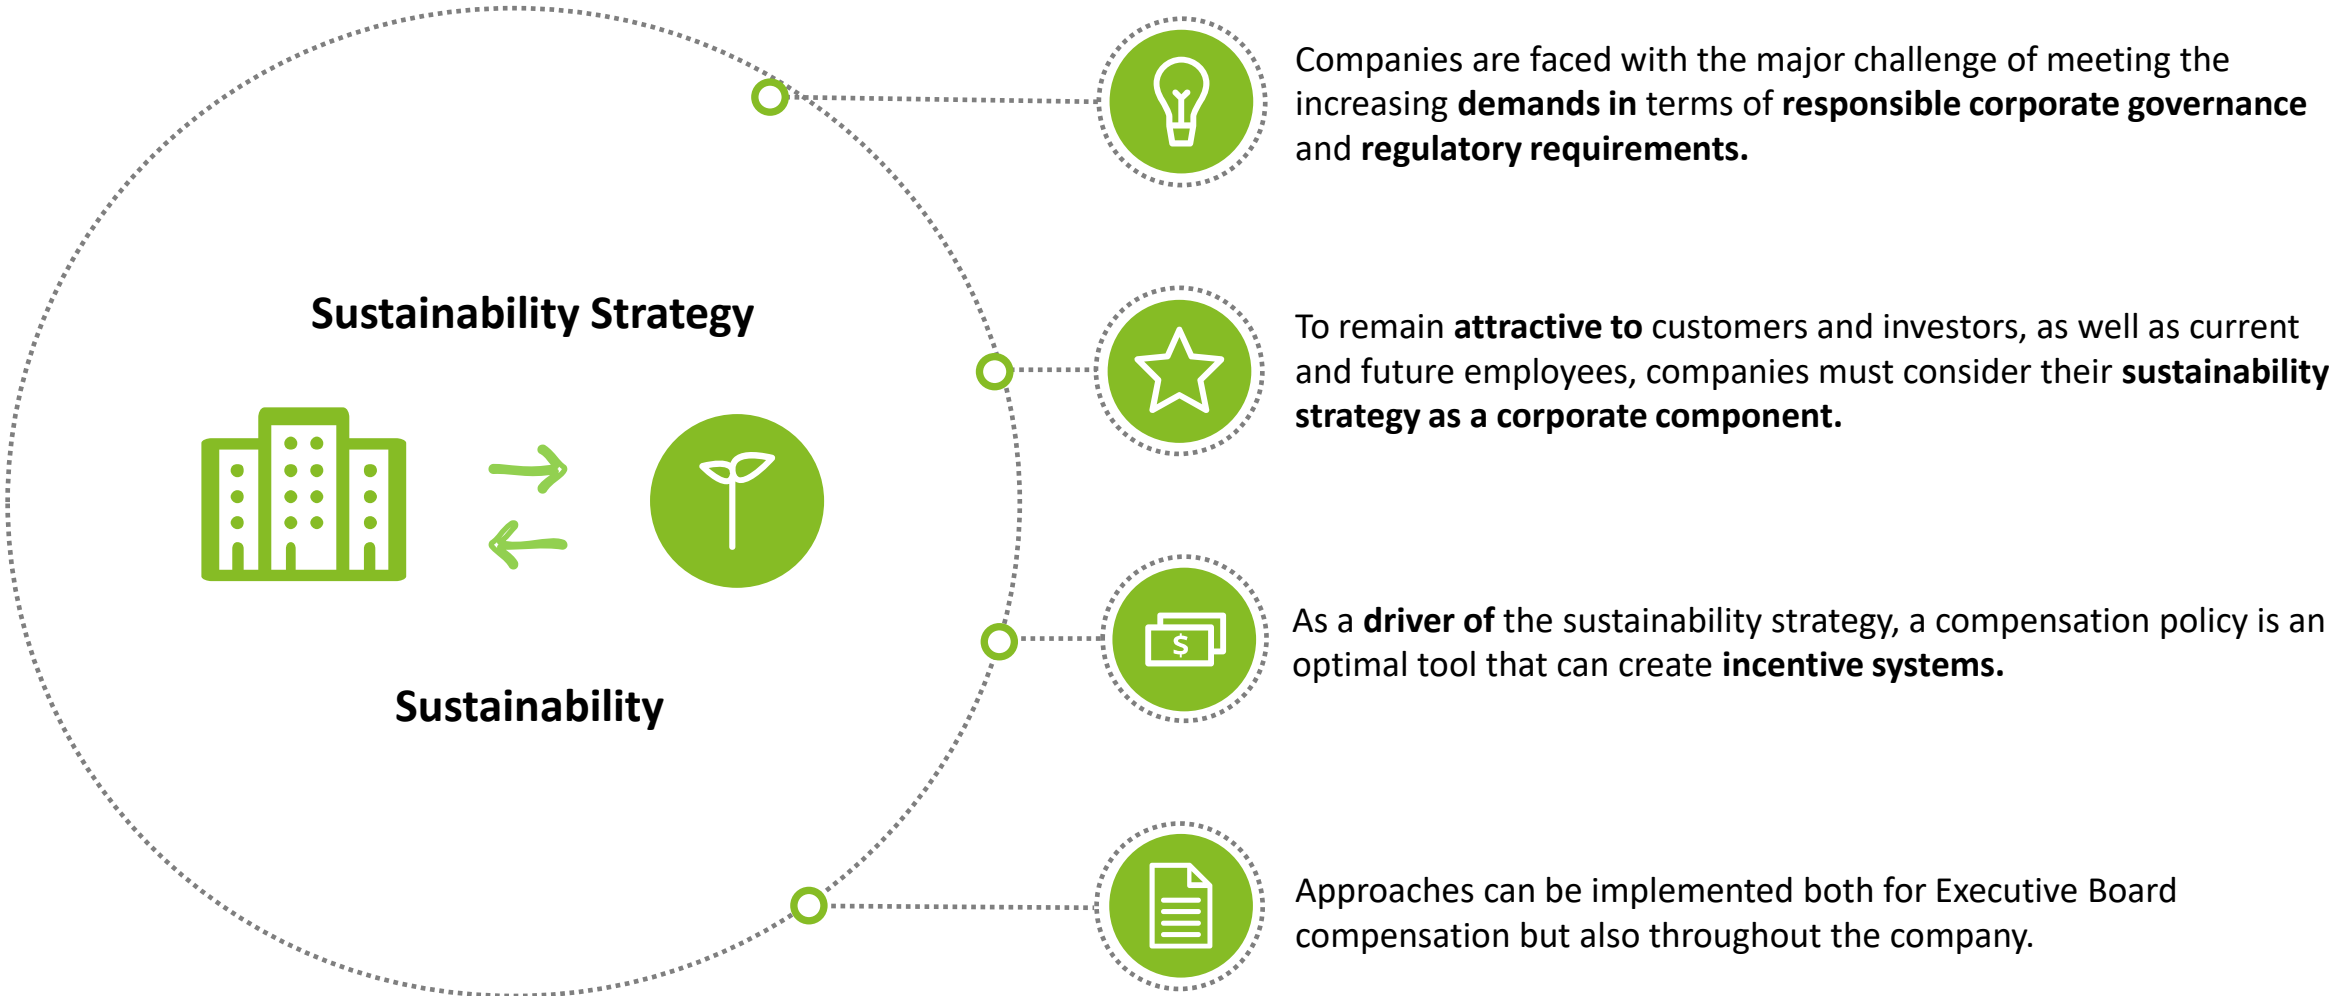 Sustainability Strategy
Sustainability
Companies are faced with the major challenge of meeting the
increasing demands in terms of responsible corporate governance
and regulatory requirements.
To remain attractive to customers and investors, as well as current
and future employees, companies must consider their sustainability
strategy as a corporate component.
$
As a driver of the sustainability strategy, a compensation policy is an
optimal tool that can create incentive systems.
Approaches can be implemented both for Executive Board
compensation but also throughout the company.